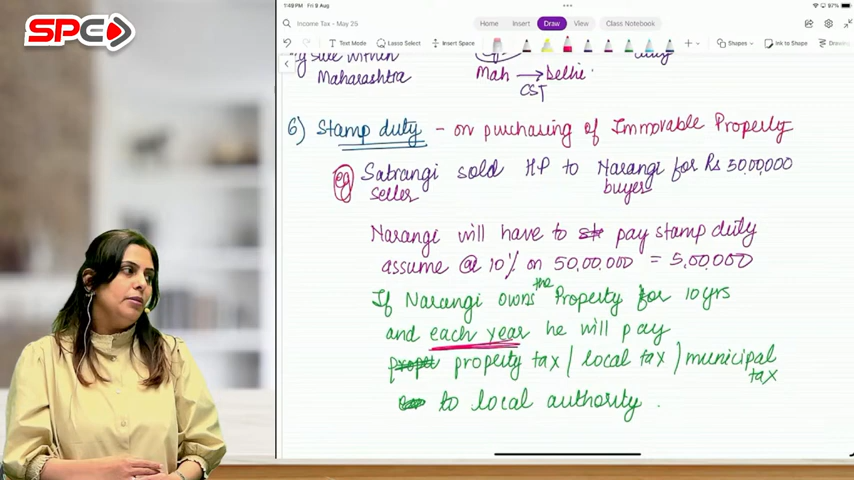 SPC
1:49 PM Fri 9 Aug
97%
Income Tax - May 25
Home Insert Draw View Class Notebook
Text Mode Lasso Select Insert Space Shapes Ink to Shape Drawing
within
Maharashtra
Mah → Delhi
CST
6) Stamp duty - on purchasing of Immovable Property
eg Satrangi sold HP to Narangi for Rs 50,00,000
seller buyer
Narangi will have to pay stamp duty
assume @ 10% on 50,00,000 = 5,00,000
If Narangi owns the Property for 10 yrs
and each year he will pay
property tax / local tax / municipal
tax
to local authority .